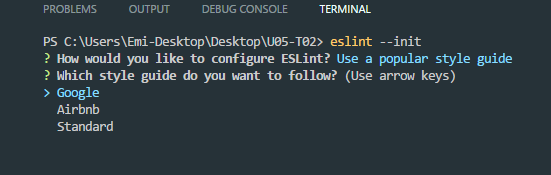 PROBLEMS OUTPUT DEBUG CONSOLE TERMINAL
PS C:\Users\Emi-Desktop\Desktop\U05-T02> eslint --init
? How would you like to configure ESLint? Use a popular style guide
? Which style guide do you want to follow? (Use arrow keys)
> Google
Airbnb
Standard